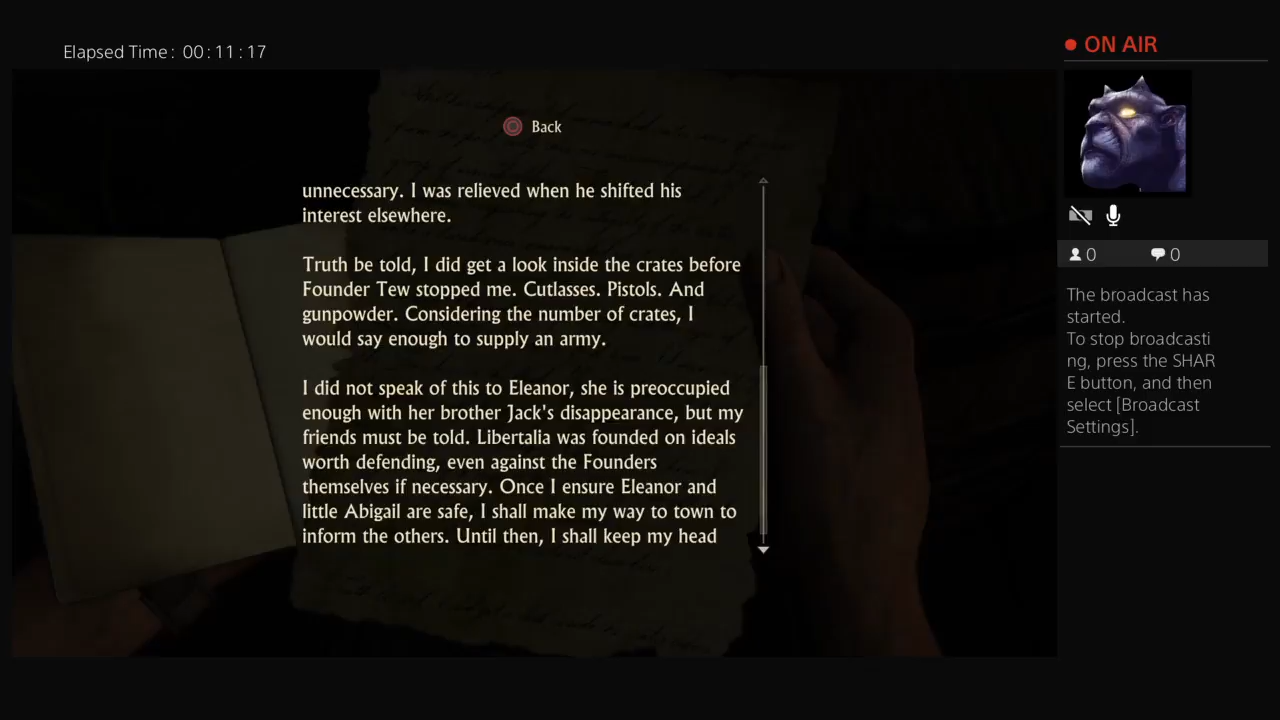 Elapsed Time: 00:11:17
ON AIR
Back
unnecessary. I was relieved when he shifted his
interest elsewhere.
Truth be told, I did get a look inside the crates before
Founder Tew stopped me. Cutlasses. Pistols. And
gunpowder. Considering the number of crates, I
would say enough to supply an army.
I did not speak of this to Eleanor, she is preoccupied
enough with her brother Jack's disappearance, but my
friends must be told. Libertalia was founded on ideals
worth defending, even against the Founders
themselves if necessary. Once I ensure Eleanor and
little Abigail are safe, I shall make my way to town to
inform the others. Until then, I shall keep my head
0 0
The broadcast has
started.
To stop broadcasti
ng, press the SHAR
E button, and then
select [Broadcast
Settings].